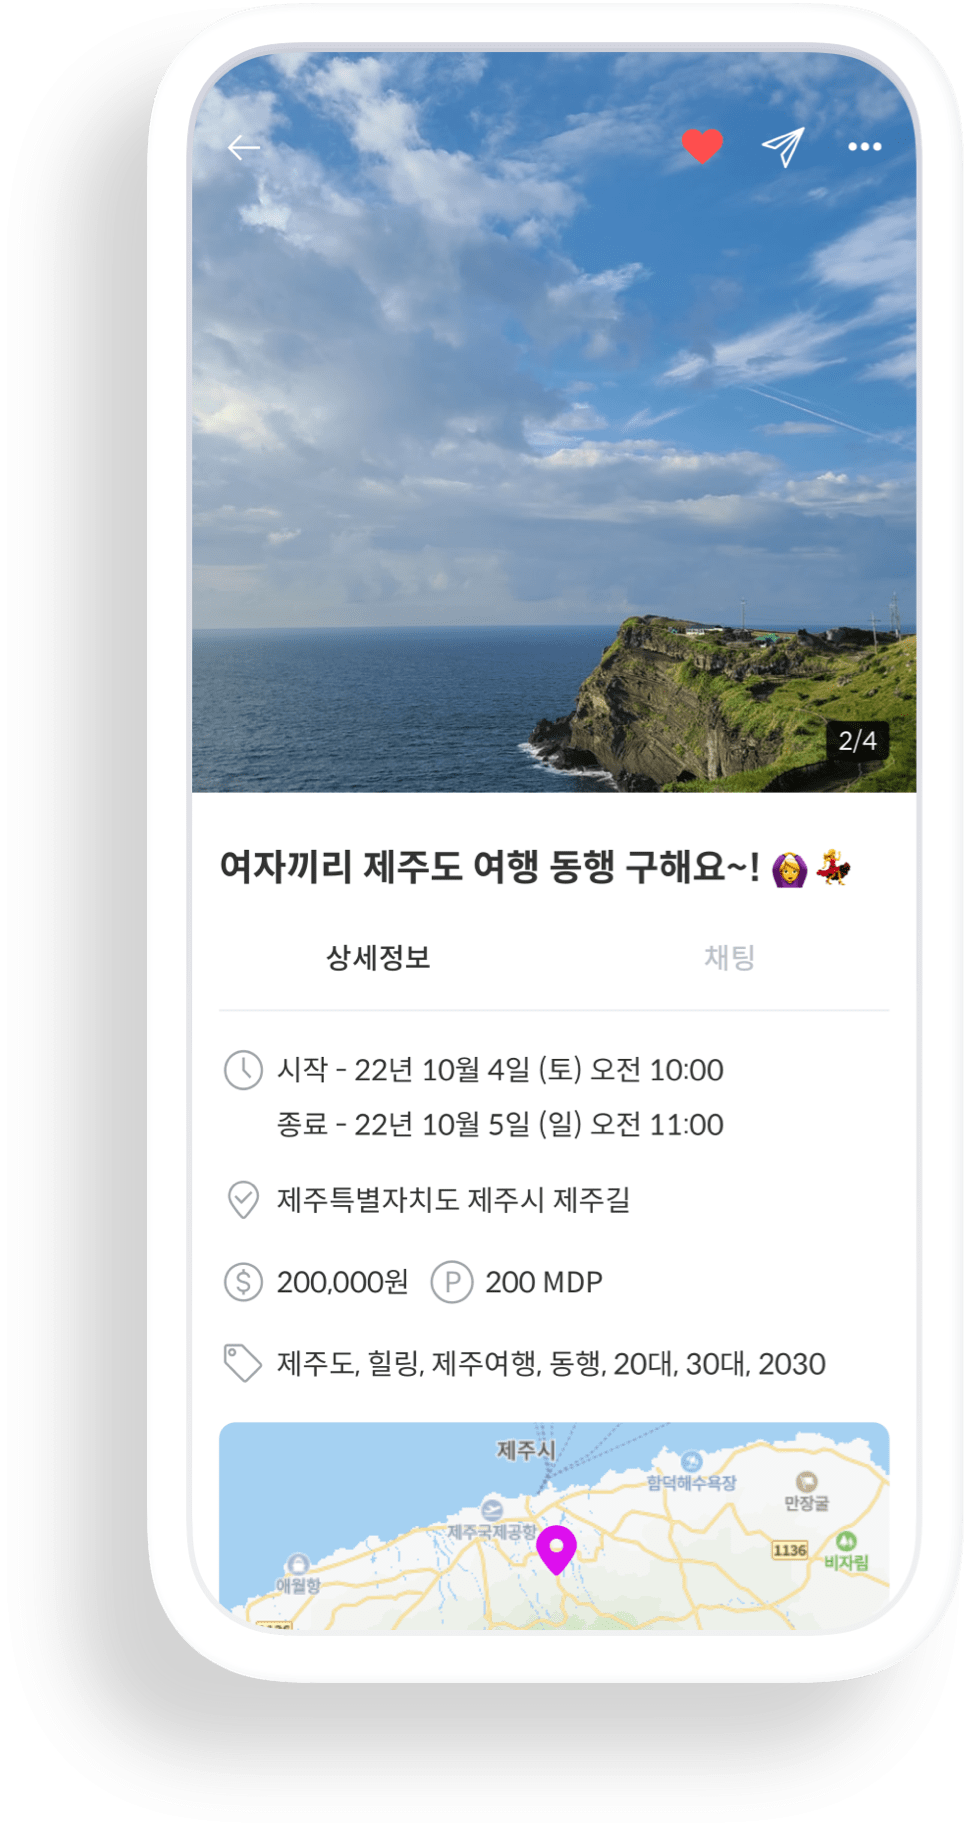 2/4
여자끼리 제주도 여행 동행 구해요~! 🙆‍♀️ 💃
상세정보
채팅
시작 - 22년 10월 4일 (토) 오전 10:00
종료 - 22년 10월 5일 (일) 오전 11:00
제주특별자치도 제주시 제주길
$ 200,000원 P 200 MDP
제주도, 힐링, 제주여행, 동행, 20대, 30대, 2030
제주시
함덕해수욕장
만장굴
제주국제공항
1136
비자림
애월항